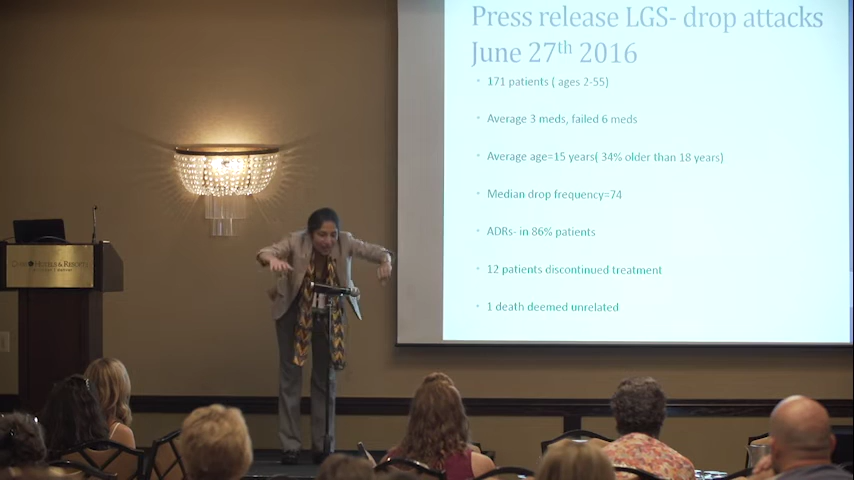 Press release LGS- drop attacks
June 27th 2016
• 171 patients ( ages 2-55)
• Average 3 meds, failed 6 meds
• Average age=15 years( 34% older than 18 years)
• Median drop frequency=74
• ADRs- in 86% patients
• 12 patients discontinued treatment
• 1 death deemed unrelated
Hotels & Resorts